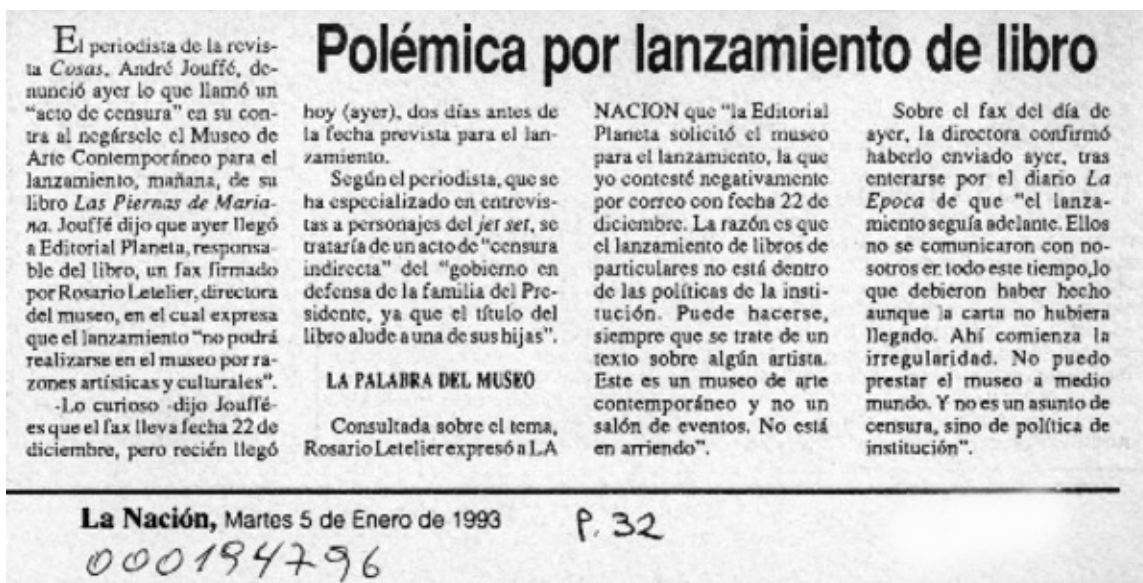 Polémica por lanzamiento de libro
El periodista de la revis-
ta Cosas, André Jouffé, de-
nunció ayer lo que llamó un
“acto de censura” en su con-
tra al negársele el Museo de
Arte Contemporáneo para el
lanzamiento, mañana, de su
libro Las Piernas de Maria-
na. Jouffé dijo que ayer llegó
a Editorial Planeta, responsa-
ble del libro, un fax firmado
por Rosario Letelier, directora
del museo, en el cual expresa
que el lanzamiento “no podrá
realizarse en el museo por ra-
zones artísticas y culturales”.
-Lo curioso -dijo Jouffé-
es que el fax lleva fecha 22 de
diciembre, pero recién llegó
hoy (ayer), dos días antes de
la fecha prevista para el lan-
zamiento.
Según el periodista, que se
ha especializado en entrevis-
tas a personajes del jet set, se
trataría de un acto de “censura
indirecta” del “gobierno en
defensa de la familia del Pre-
sidente, ya que el título del
libro alude a una de sus hijas”.
LA PALABRA DEL MUSEO
Consultada sobre el tema,
Rosario Letelier expresó a LA
NACION que “la Editorial
Planeta solicitó el museo
para el lanzamiento, la que
yo contesté negativamente
por correo con fecha 22 de
diciembre. La razón es que
el lanzamiento de libros de
particulares no está dentro
de las políticas de la insti-
tución. Puede hacerse,
siempre que se trate de un
texto sobre algún artista.
Este es un museo de arte
contemporáneo y no un
salón de eventos. No está
en arriendo”.
Sobre el fax del día de
ayer, la directora confirmó
haberlo enviado ayer, tras
enterarse por el diario La
Epoca de que “el lanza-
miento seguía adelante. Ellos
no se comunicaron con no-
sotros en todo este tiempo, lo
que debieron haber hecho
aunque la carta no hubiera
llegado. Ahí comienza la
irregularidad. No puedo
prestar el museo a medio
mundo. Y no es un asunto de
censura, sino de política de
institución”.
La Nación, Martes 5 de Enero de 1993 P. 32
000194796